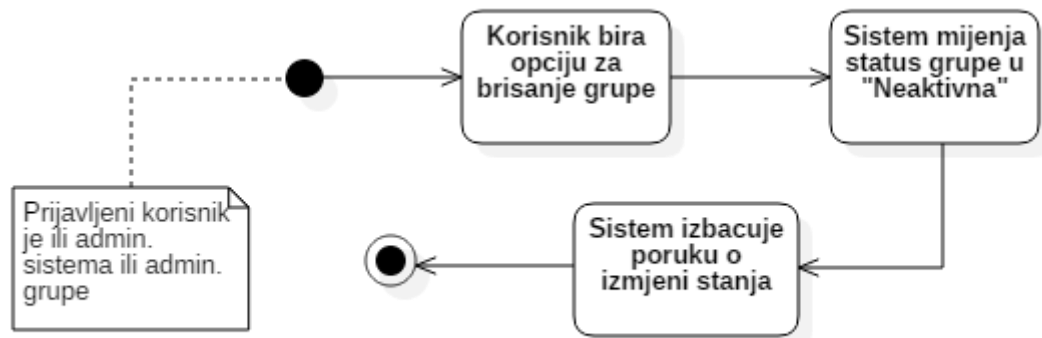 Korisnik bira
opciju za
brisanje grupe
Sistem mijenja
status grupe u
"Neaktivna"
Prijavljeni korisnik
je ili admin.
sistema ili admin.
grupe
Sistem izbacuje
poruku o
izmjeni stanja